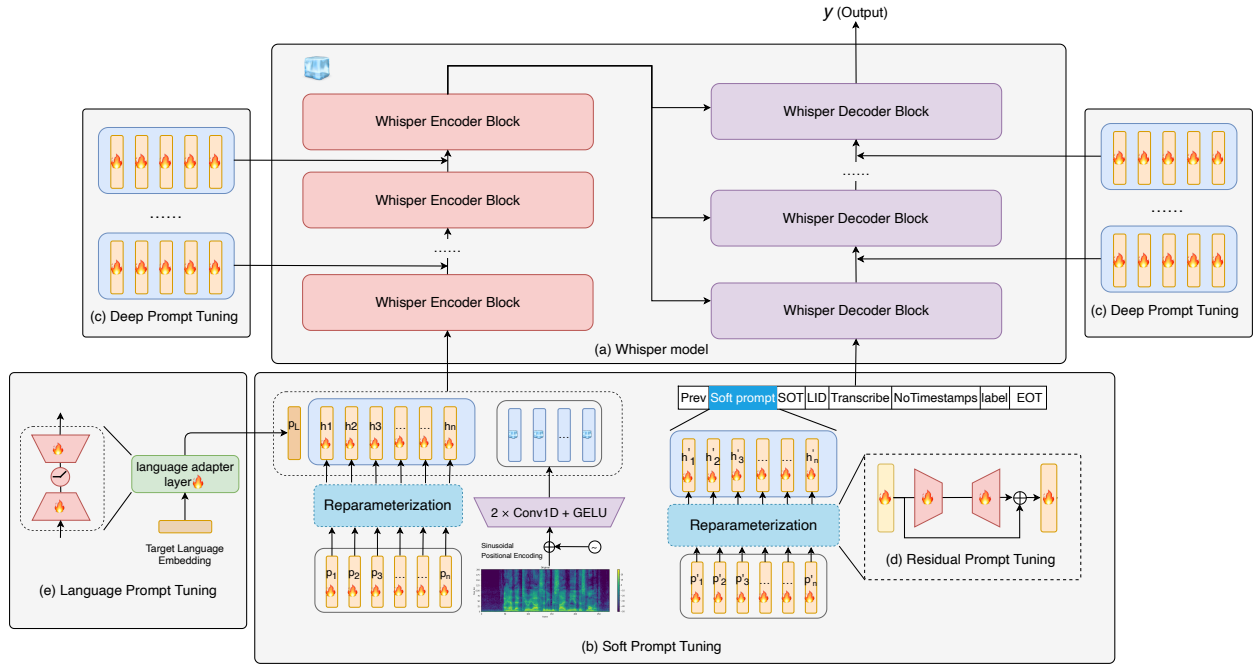 y (Output)
Whisper Encoder Block
Whisper Decoder Block
......
Whisper Encoder Block
Whisper Decoder Block
......
......
......
Whisper Encoder Block
Whisper Decoder Block
(c) Deep Prompt Tuning
(c) Deep Prompt Tuning
(a) Whisper model
Prev Soft prompt SOT LID Transcribe NoTimestamps label EOT
pL h1 h2 h3 ... ... hn
...
h'1 h'2 h'3 ... ... h'n
language adapter
layer
Reparameterization
2 × Conv1D + GELU
Reparameterization
Target Language
Embedding
Sinusoidal
Positional Encoding
~
(d) Residual Prompt Tuning
p1 p2 p3 ... ... pn
p'1 p'2 p'3 ... ... p'n
(e) Language Prompt Tuning
(b) Soft Prompt Tuning